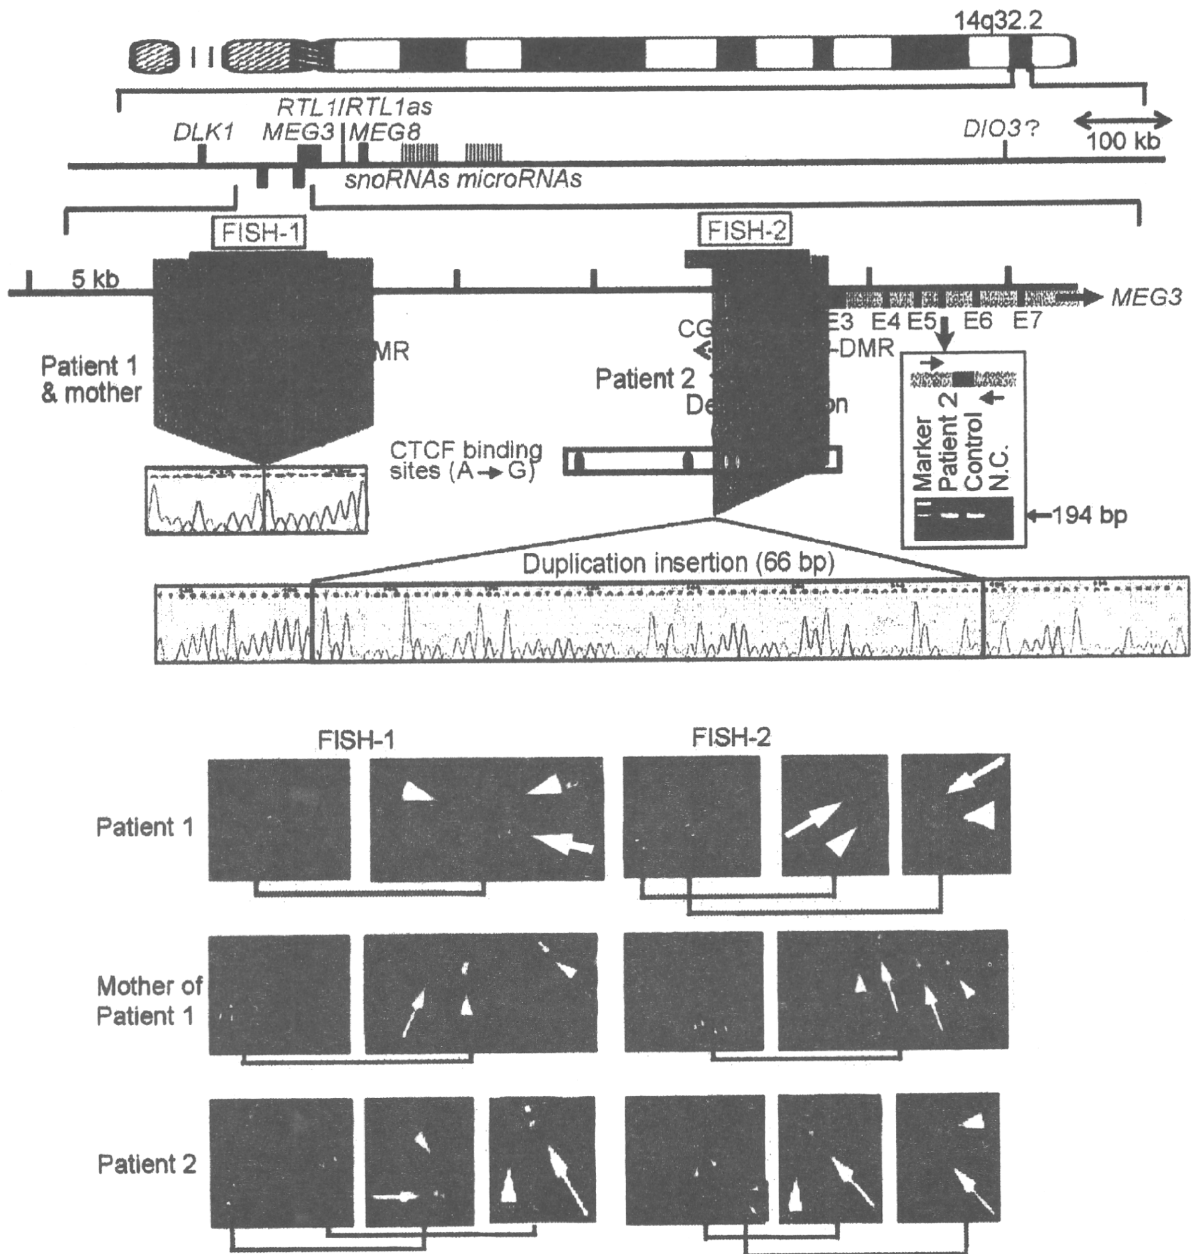 14q32.2
RTL1/RTL1as
DLK1 MEG3 MEG8 DIO3?
100 kb
snoRNAs microRNAs
FISH-1 FISH-2
5 kb
MEG3
E3 E4 E5 E6 E7
CG
MR -DMR
Patient 1
& mother
Patient 2
CTCF binding
sites (A→G)
Marker
Patient 2
Control
N.C.
194 bp
Duplication insertion (66 bp)
FISH-1 FISH-2
Patient 1
Mother of
Patient 1
Patient 2